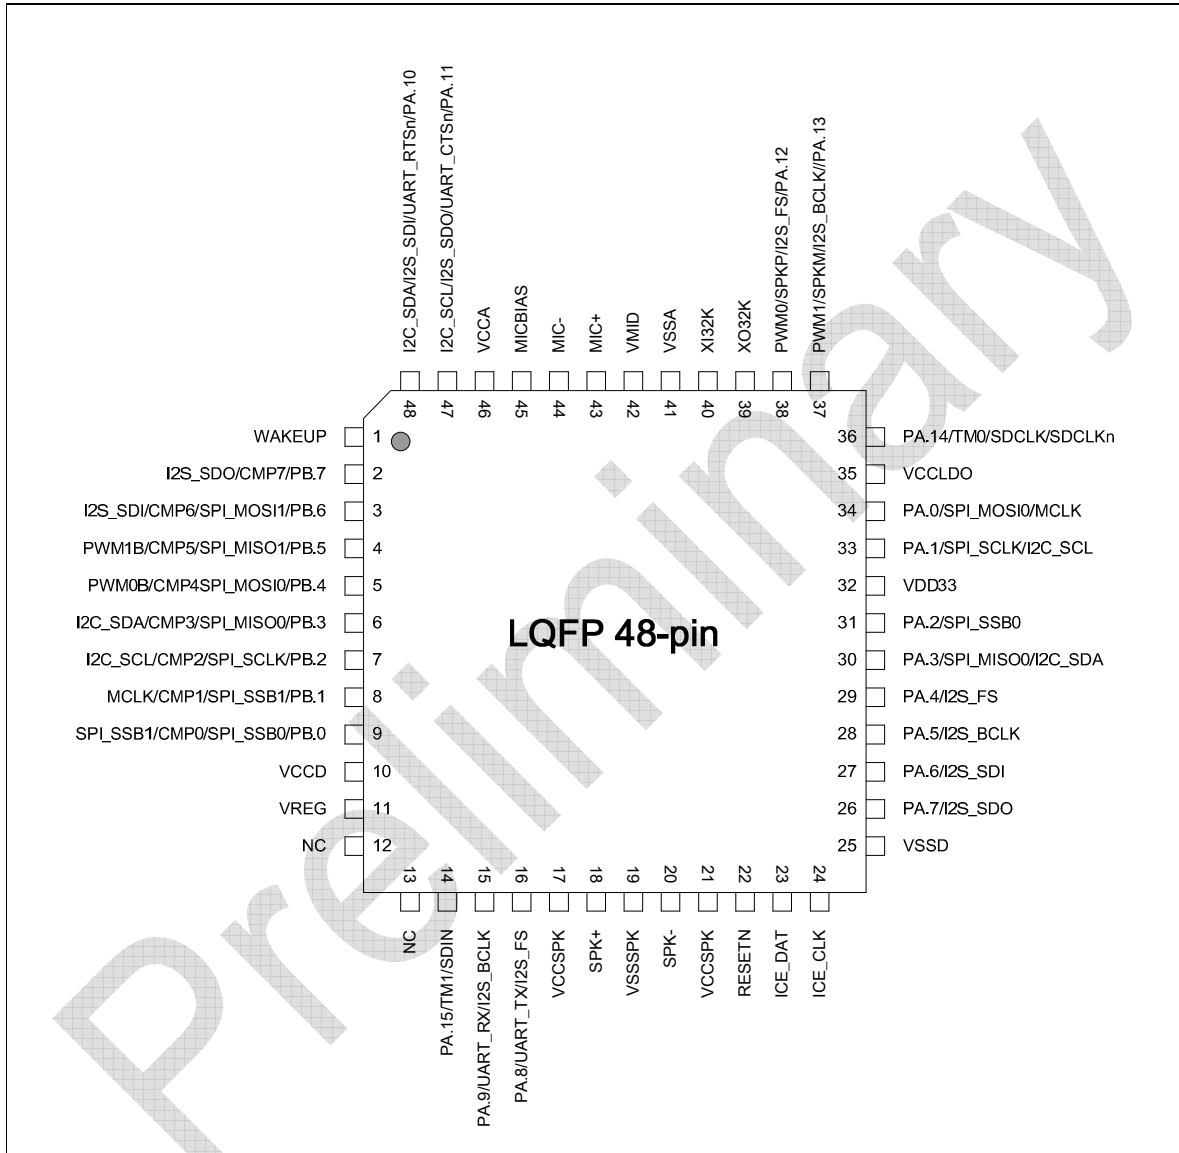 I2C_SDA/I2S_SDI/UART_RTSn/PA.10
I2C_SCL/I2S_SDO/UART_CTSn/PA.11
VCCA
MICBIAS
MIC-
MIC+
VMID
VSSA
XI32K
XO32K
PWM0/SPKP/I2S_FS/PA.12
PWM1/SPKM/I2S_BCLK//PA.13
48
47
46
45
44
43
42
41
40
39
38
37
WAKEUP 1
I2S_SDO/CMP7/PB.7 2
I2S_SDI/CMP6/SPI_MOSI1/PB.6 3
PWM1B/CMP5/SPI_MISO1/PB.5 4
PWM0B/CMP4SPI_MOSI0/PB.4 5
I2C_SDA/CMP3/SPI_MISO0/PB.3 6
I2C_SCL/CMP2/SPI_SCLK/PB.2 7
MCLK/CMP1/SPI_SSB1/PB.1 8
SPI_SSB1/CMP0/SPI_SSB0/PB.0 9
VCCD 10
VREG 11
NC 12
LQFP 48-pin
36 PA.14/TM0/SDCLK/SDCLKn
35 VCCLDO
34 PA.0/SPI_MOSI0/MCLK
33 PA.1/SPI_SCLK/I2C_SCL
32 VDD33
31 PA.2/SPI_SSB0
30 PA.3/SPI_MISO0/I2C_SDA
29 PA.4/I2S_FS
28 PA.5/I2S_BCLK
27 PA.6/I2S_SDI
26 PA.7/I2S_SDO
25 VSSD
13
14
15
16
17
18
19
20
21
22
23
24
NC
PA.15/TM1/SDIN
PA.9/UART_RX/I2S_BCLK
PA.8/UART_TX/I2S_FS
VCCSPK
SPK+
VSSSPK
SPK-
VCCSPK
RESETN
ICE_DAT
ICE_CLK
Preliminary